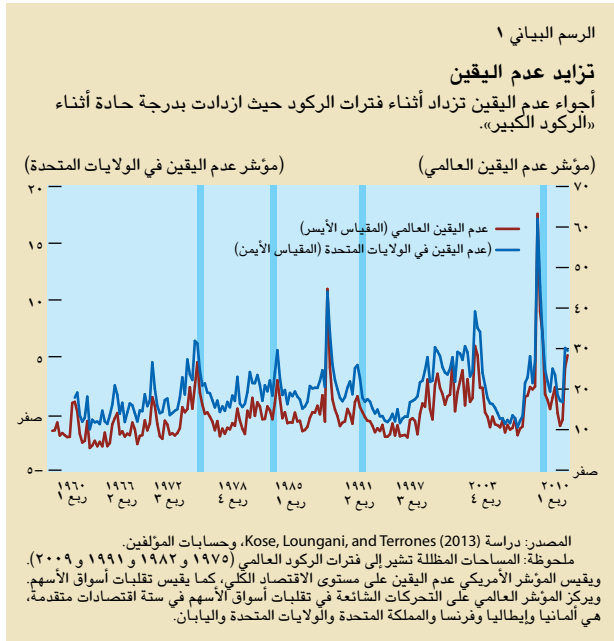 الرسم البياني ١
تزايد عدم اليقين
أجواء عدم اليقين تزداد أثناء فترات الركود حيث ازدادت بدرجة حادة أثناء
«الركود الكبير».
(مؤشر عدم اليقين العالمي) (مؤشر عدم اليقين في الولايات المتحدة)
٧٠ ٢٠
عدم اليقين العالمي (المقياس الأيسر)
٦٠
(عدم اليقين في الولايات المتحدة (المقياس الأيمن)
١٥
٥٠
٤٠ ١٠
٣٠ ٥
٢٠
١٠ صفر
صفر ٥–
١٩٦٠ ١٩٦٦ ١٩٧٢ ١٩٧٨ ١٩٨٥ ١٩٩١ ١٩٩٧ ٢٠٠٣ ٢٠١٠
ربع ١ ربع ٢ ربع ٣ ربع ٤ ربع ١ ربع ٢ ربع ٣ ربع ٤ ربع ١
المصدر: دراسة Kose, Loungani, and Terrones (2013)، وحسابات المؤلفين.
ملحوظة: المساحات المظللة تشير إلى فترات الركود العالمي (١٩٧٥ و ١٩٨٢ و ١٩٩١ و ٢٠٠٩).
ويقيس المؤشر الأمريكي عدم اليقين على مستوى الاقتصاد الكلي، كما يقيس تقلبات أسواق الأسهم.
ويركز المؤشر العالمي على التحركات الشائعة في تقلبات أسواق الأسهم في ستة اقتصادات متقدمة،
هي ألمانيا وإيطاليا وفرنسا والمملكة المتحدة والولايات المتحدة واليابان.